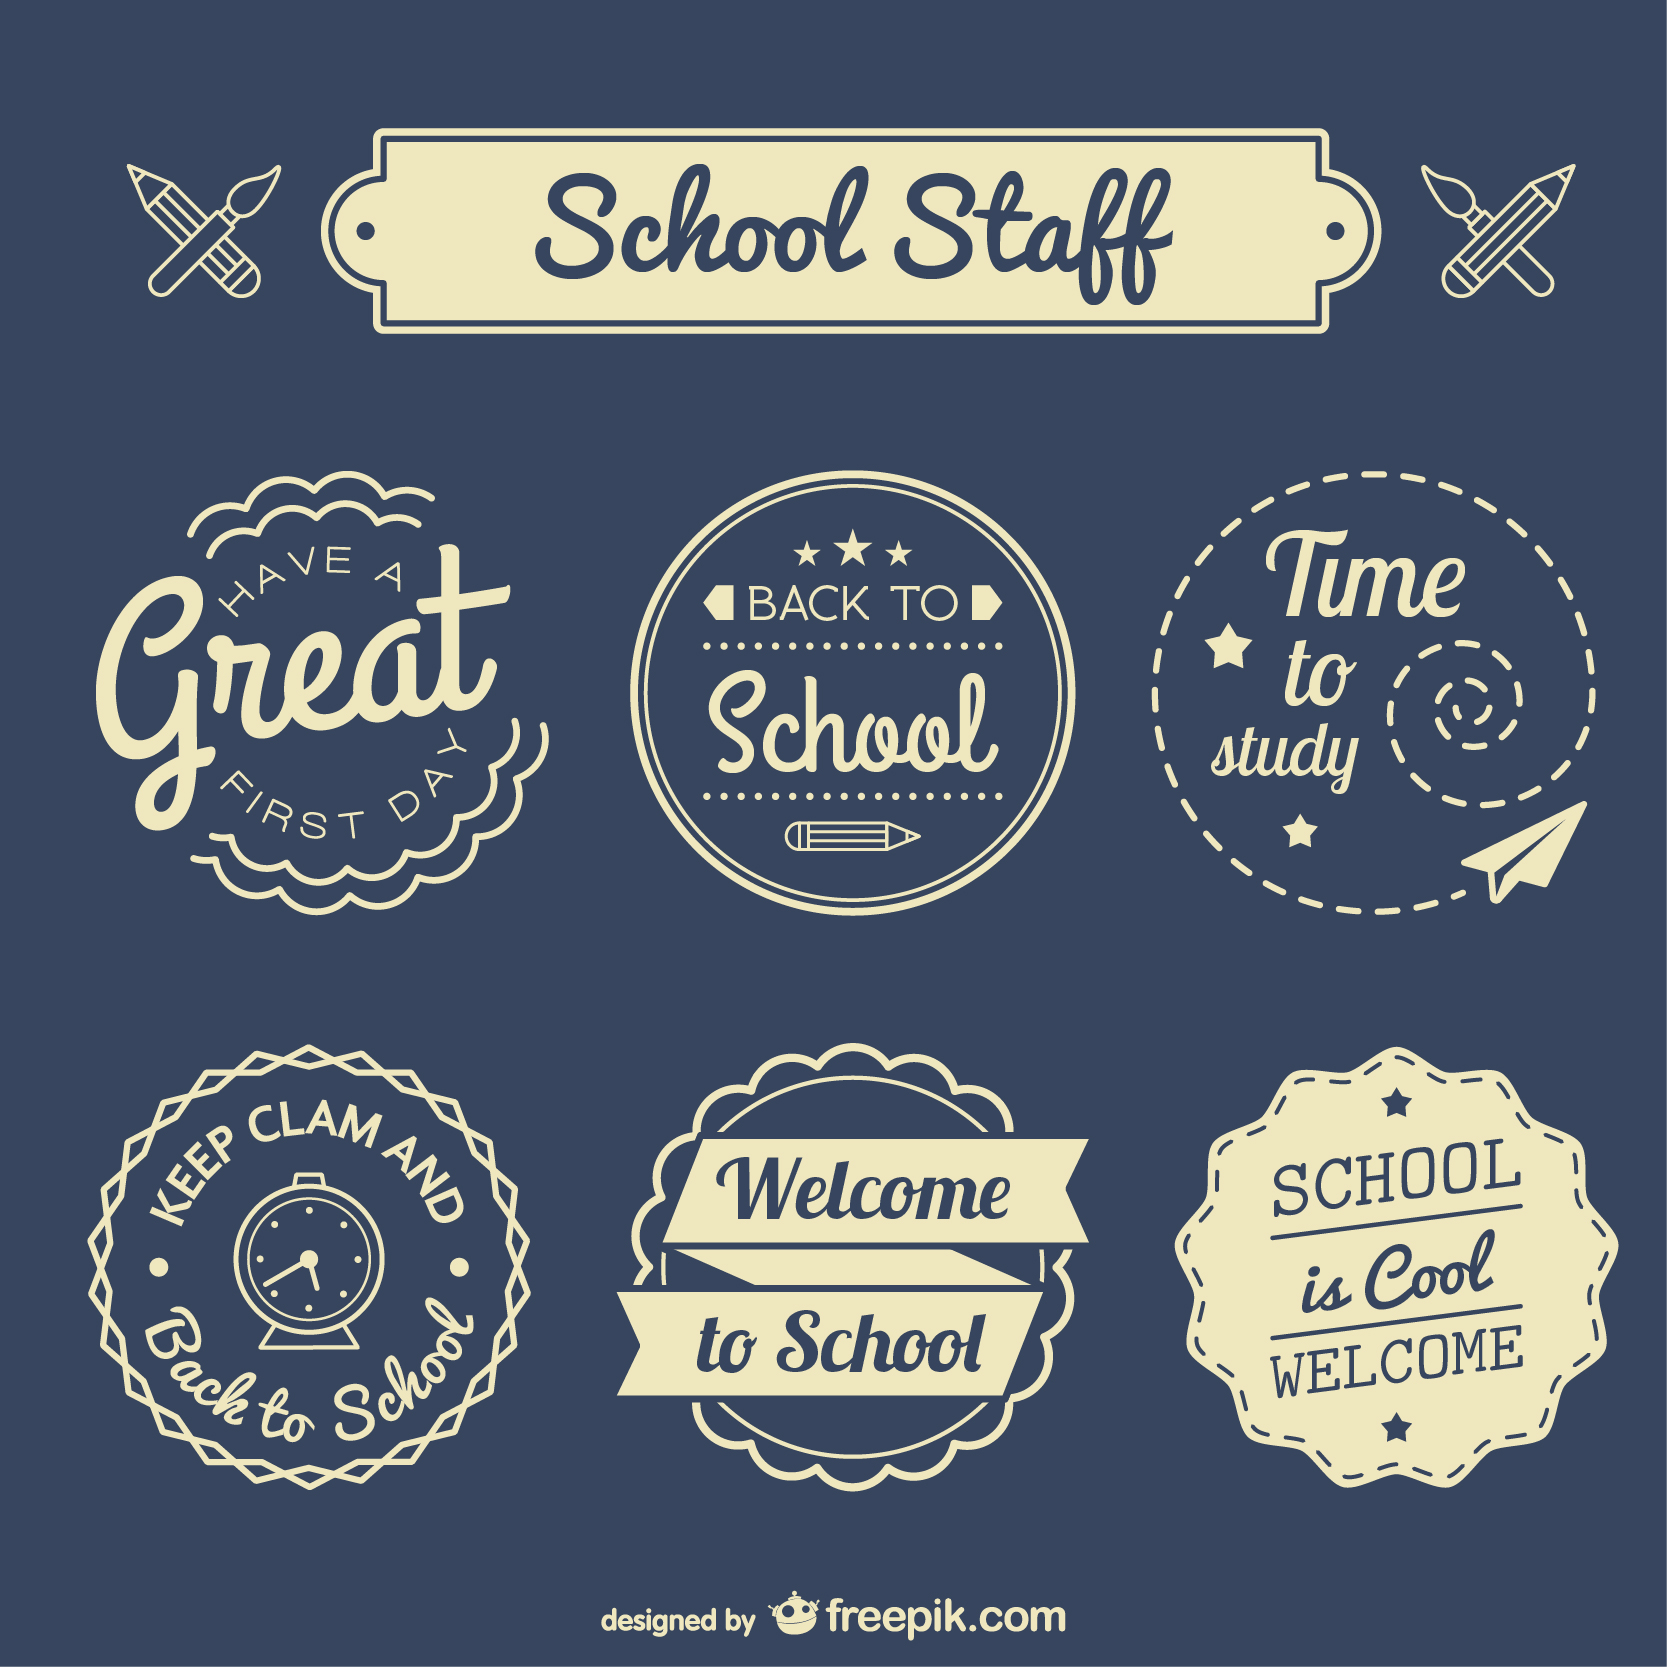 School Staff
HAVE A
Great
FIRST DAY
BACK TO
School
Time
to
study
KEEP CLAM AND
Back to School
Welcome
to School
SCHOOL
is Cool
WELCOME
designed by freepik.com